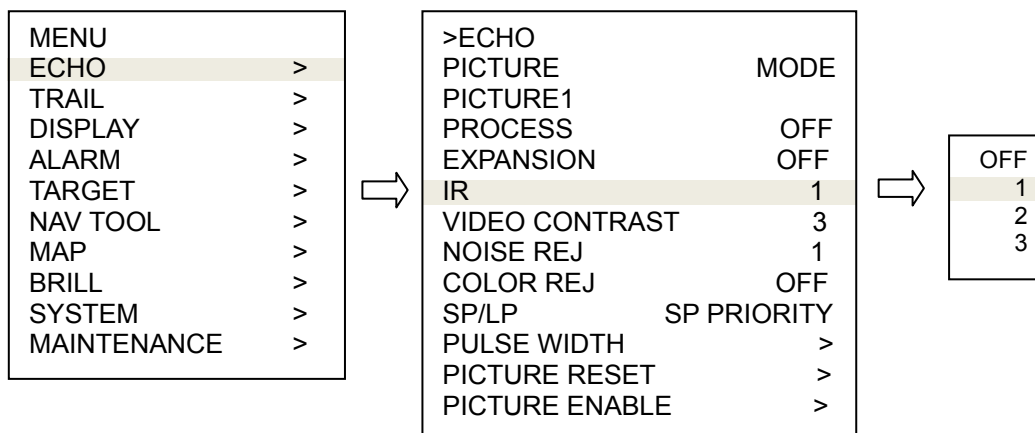 MENU
ECHO >
TRAIL >
DISPLAY >
ALARM >
TARGET >
NAV TOOL >
MAP >
BRILL >
SYSTEM >
MAINTENANCE >
>ECHO
PICTURE MODE
PICTURE1
PROCESS OFF
EXPANSION OFF
IR 1
VIDEO CONTRAST 3
NOISE REJ 1
COLOR REJ OFF
SP/LP SP PRIORITY
PULSE WIDTH >
PICTURE RESET >
PICTURE ENABLE >
OFF
1
2
3